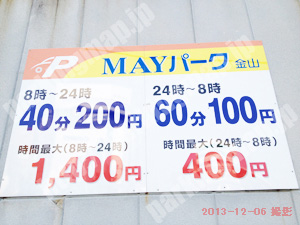 P MAYパーク 金山
8時～24時
40分200円
時間最大(8時～24時)
1,400円
24時～8時
60分100円
時間最大(24時～8時)
400円
2013-12-06 撮影